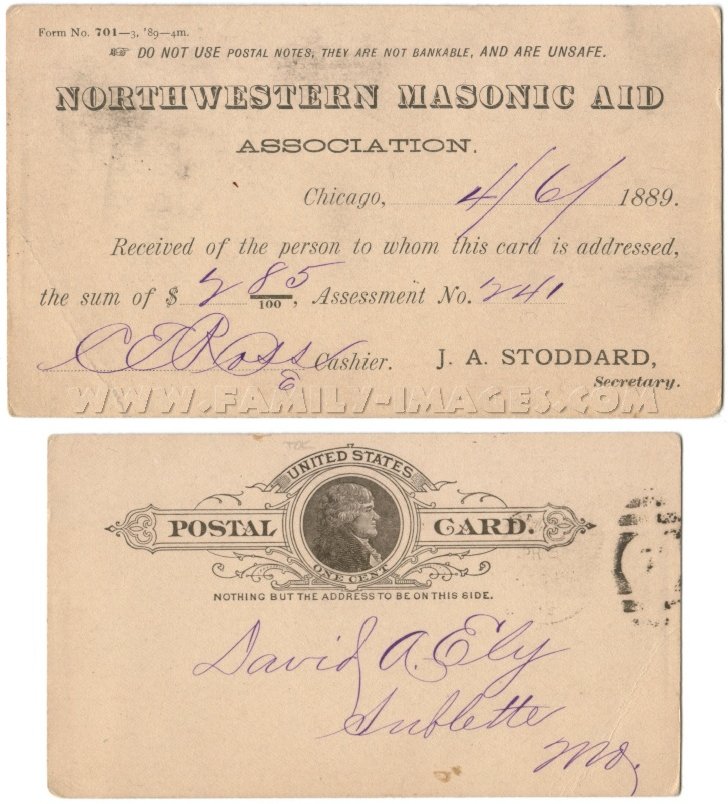 Form No. 701—3, '89—4m.
☞ DO NOT USE POSTAL NOTES, THEY ARE NOT BANKABLE, AND ARE UNSAFE.
NORTHWESTERN MASONIC AID
ASSOCIATION.
Chicago, 4/6/ 1889.
Received of the person to whom this card is addressed,
the sum of $ 2 85/100, Assessment No. 241
C E Ross Cashier. J. A. STODDARD,
E Secretary.
WWW.FAMILY-IMAGES.COM
UNITED STATES
POSTAL CARD.
ONE CENT
NOTHING BUT THE ADDRESS TO BE ON THIS SIDE.
David A. Ely
Sublette
Mo.